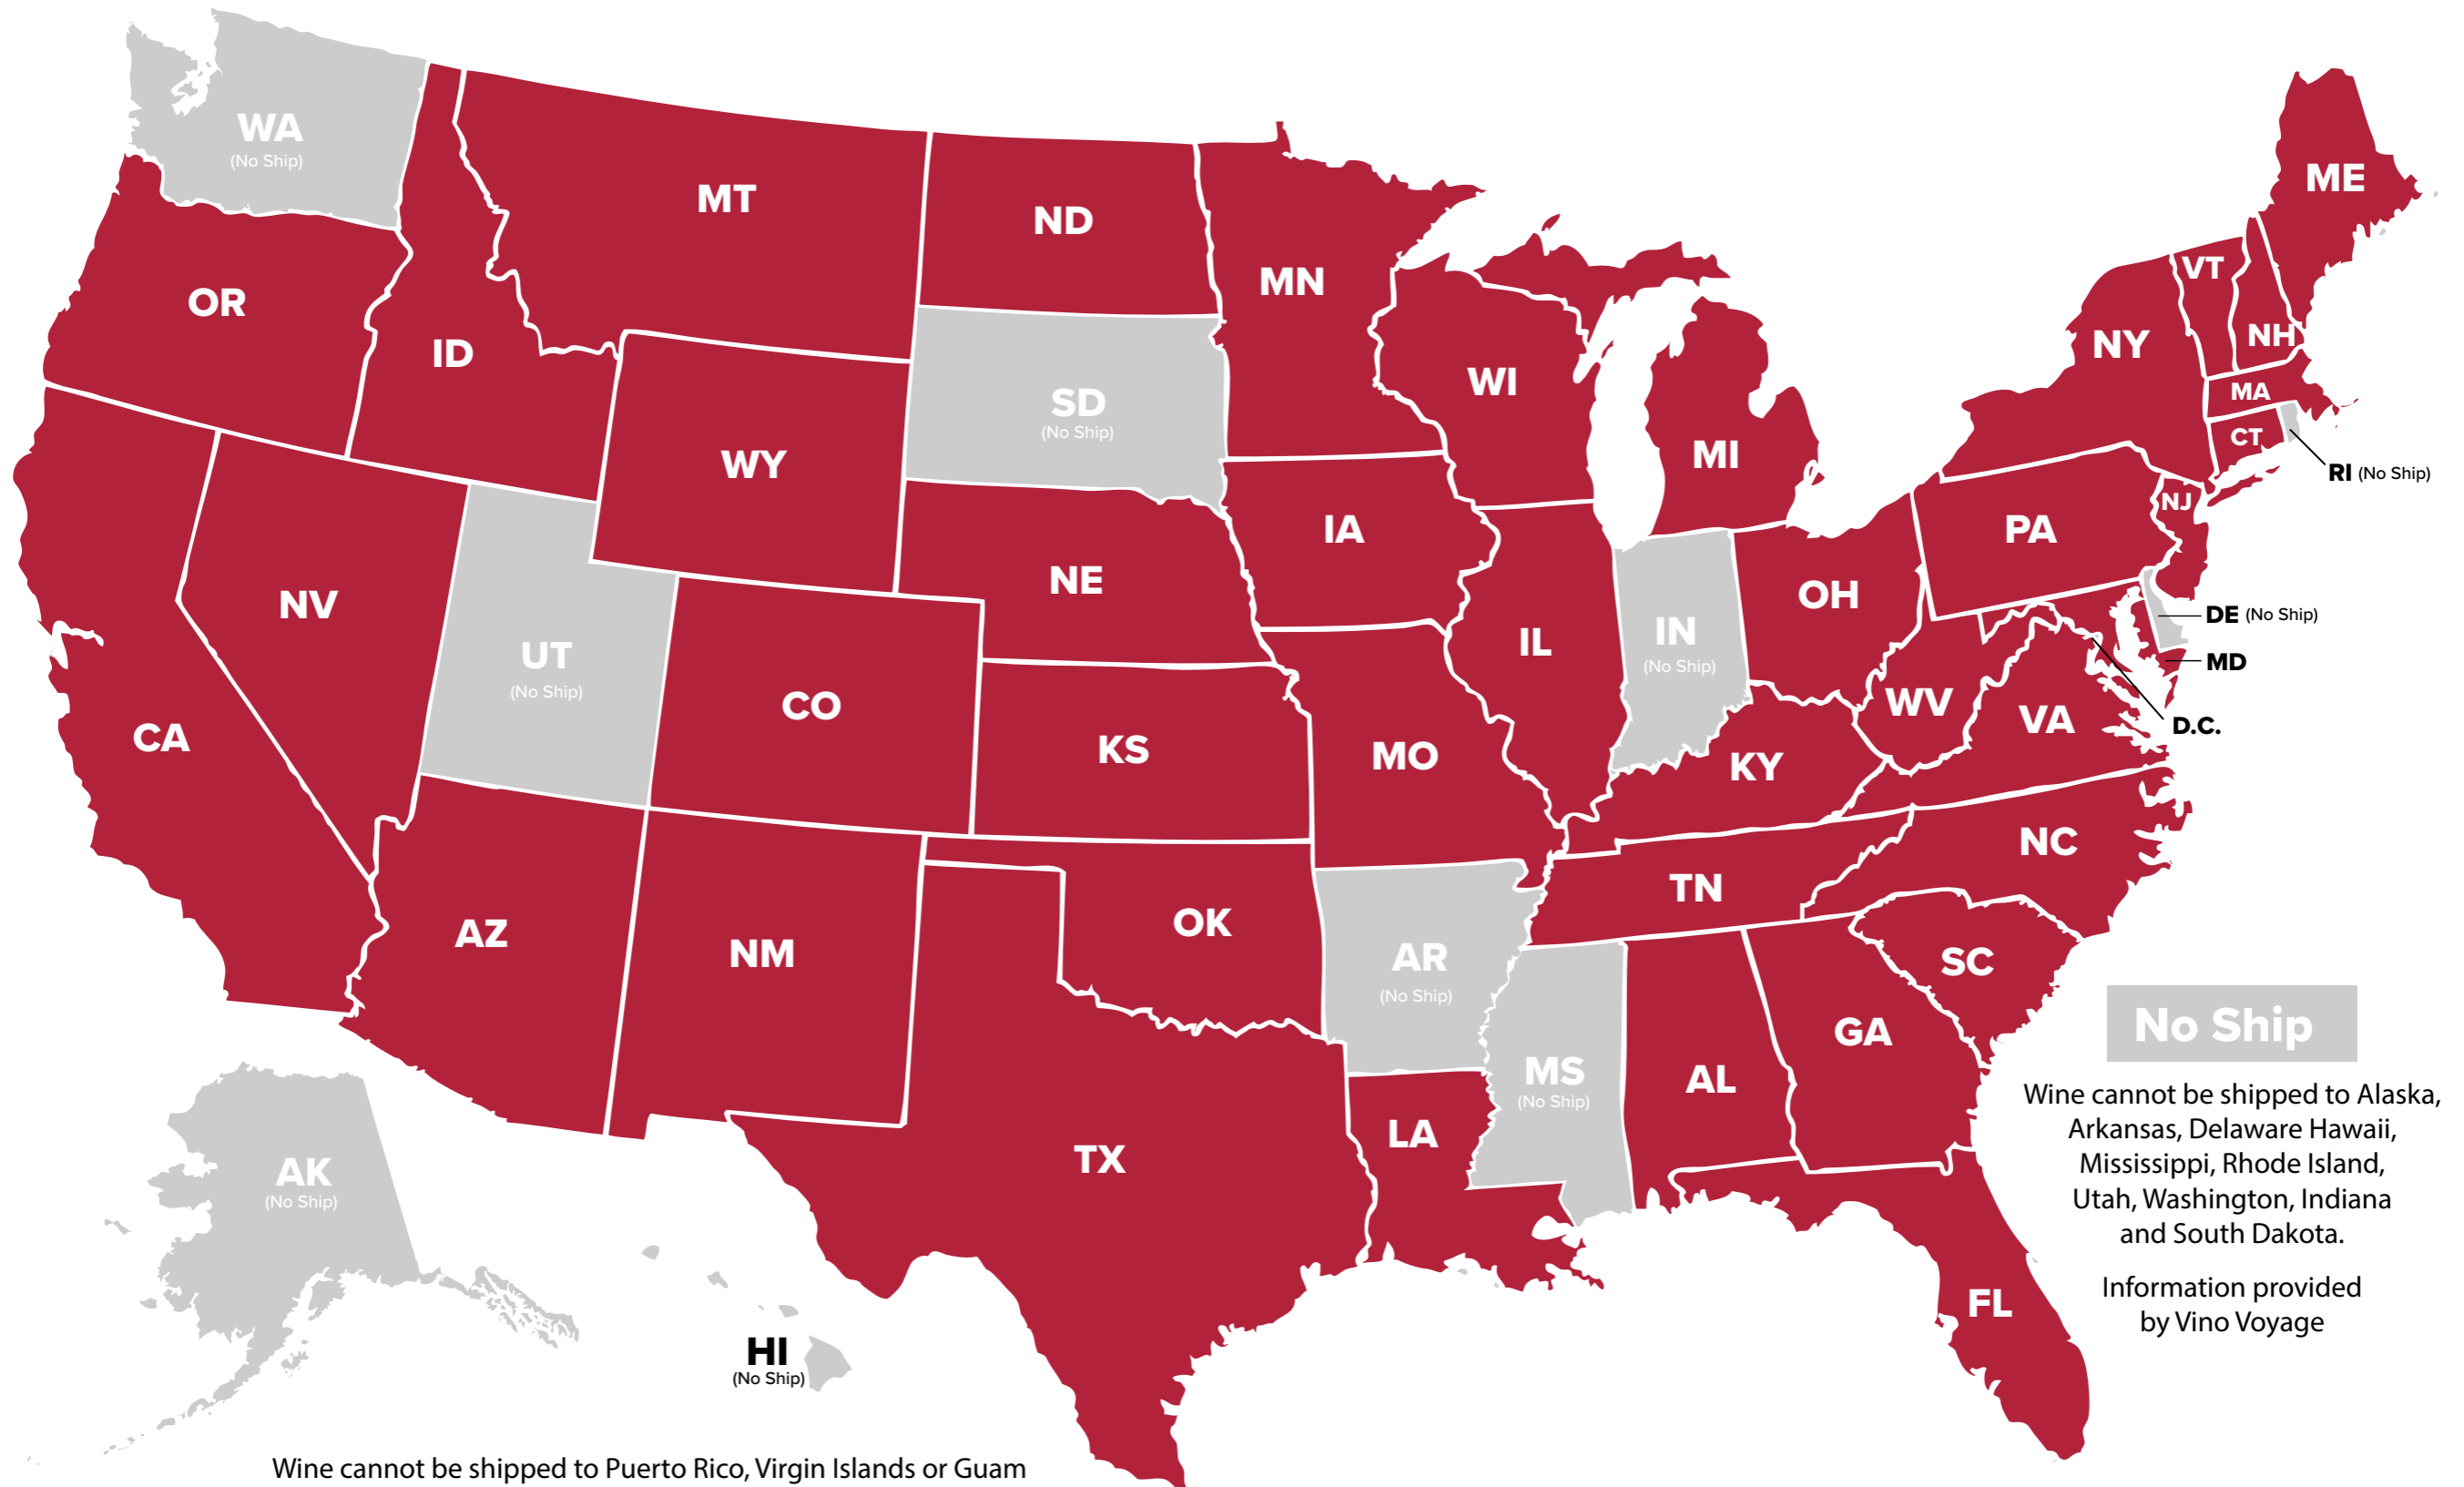 WA
(No Ship)
MT
ND
MN
ME
OR
ID
SD
(No Ship)
WY
WI
MI
NY
VT
NH
MA
CT
RI (No Ship)
NV
UT
(No Ship)
CO
NE
IA
IL
IN
(No Ship)
OH
PA
NJ
DE (No Ship)
MD
D.C.
CA
KS
MO
KY
WV
VA
AZ
NM
OK
AR
(No Ship)
TN
NC
SC
MS
(No Ship)
AL
GA
TX
LA
FL
AK
(No Ship)
HI
(No Ship)
No Ship
Wine cannot be shipped to Alaska,
Arkansas, Delaware Hawaii,
Mississippi, Rhode Island,
Utah, Washington, Indiana
and South Dakota.
Information provided
by Vino Voyage
Wine cannot be shipped to Puerto Rico, Virgin Islands or Guam